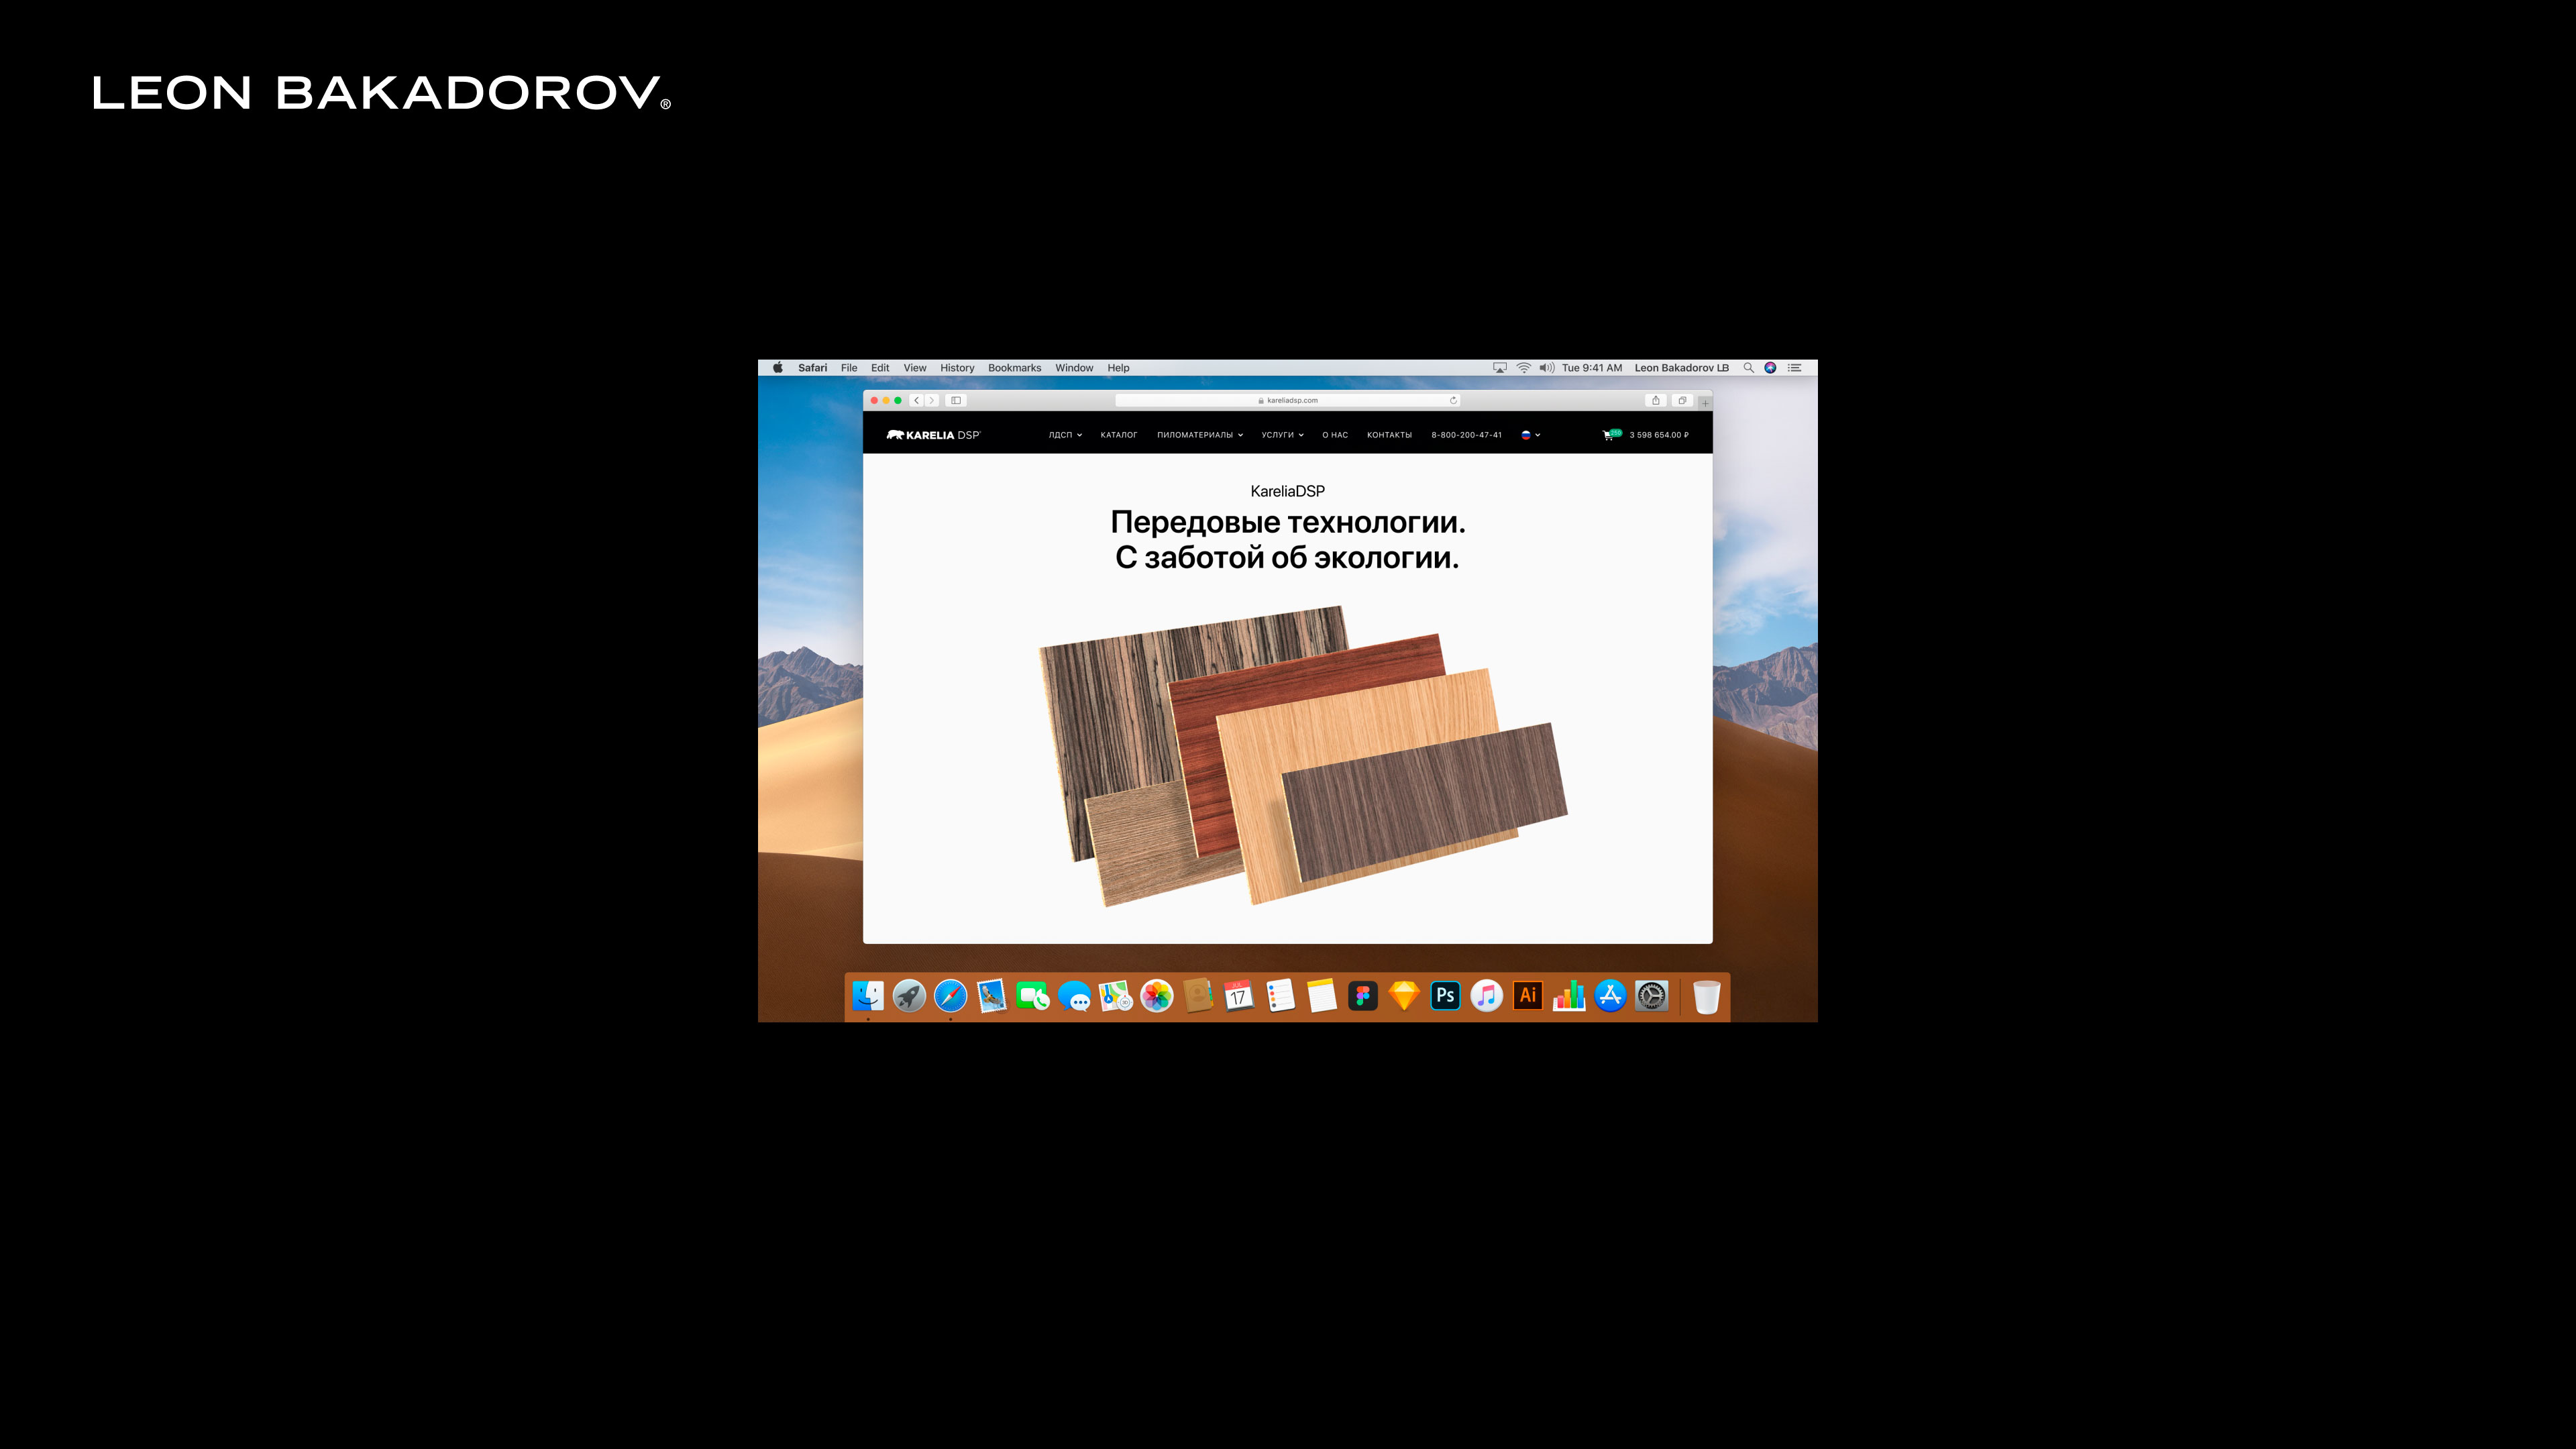 LEON BAKADOROV®
Safari File Edit View History Bookmarks Window Help Tue 9:41 AM Leon Bakadorov LB
kareliadsp.com
KARELIA DSP
ЛДСП КАТАЛОГ ПИЛОМАТЕРИАЛЫ УСЛУГИ О НАС КОНТАКТЫ 8-800-200-47-41 250 3 598 654.00 ₽
KareliaDSP
Передовые технологии.
С заботой об экологии.
JUL 17 Ps Ai